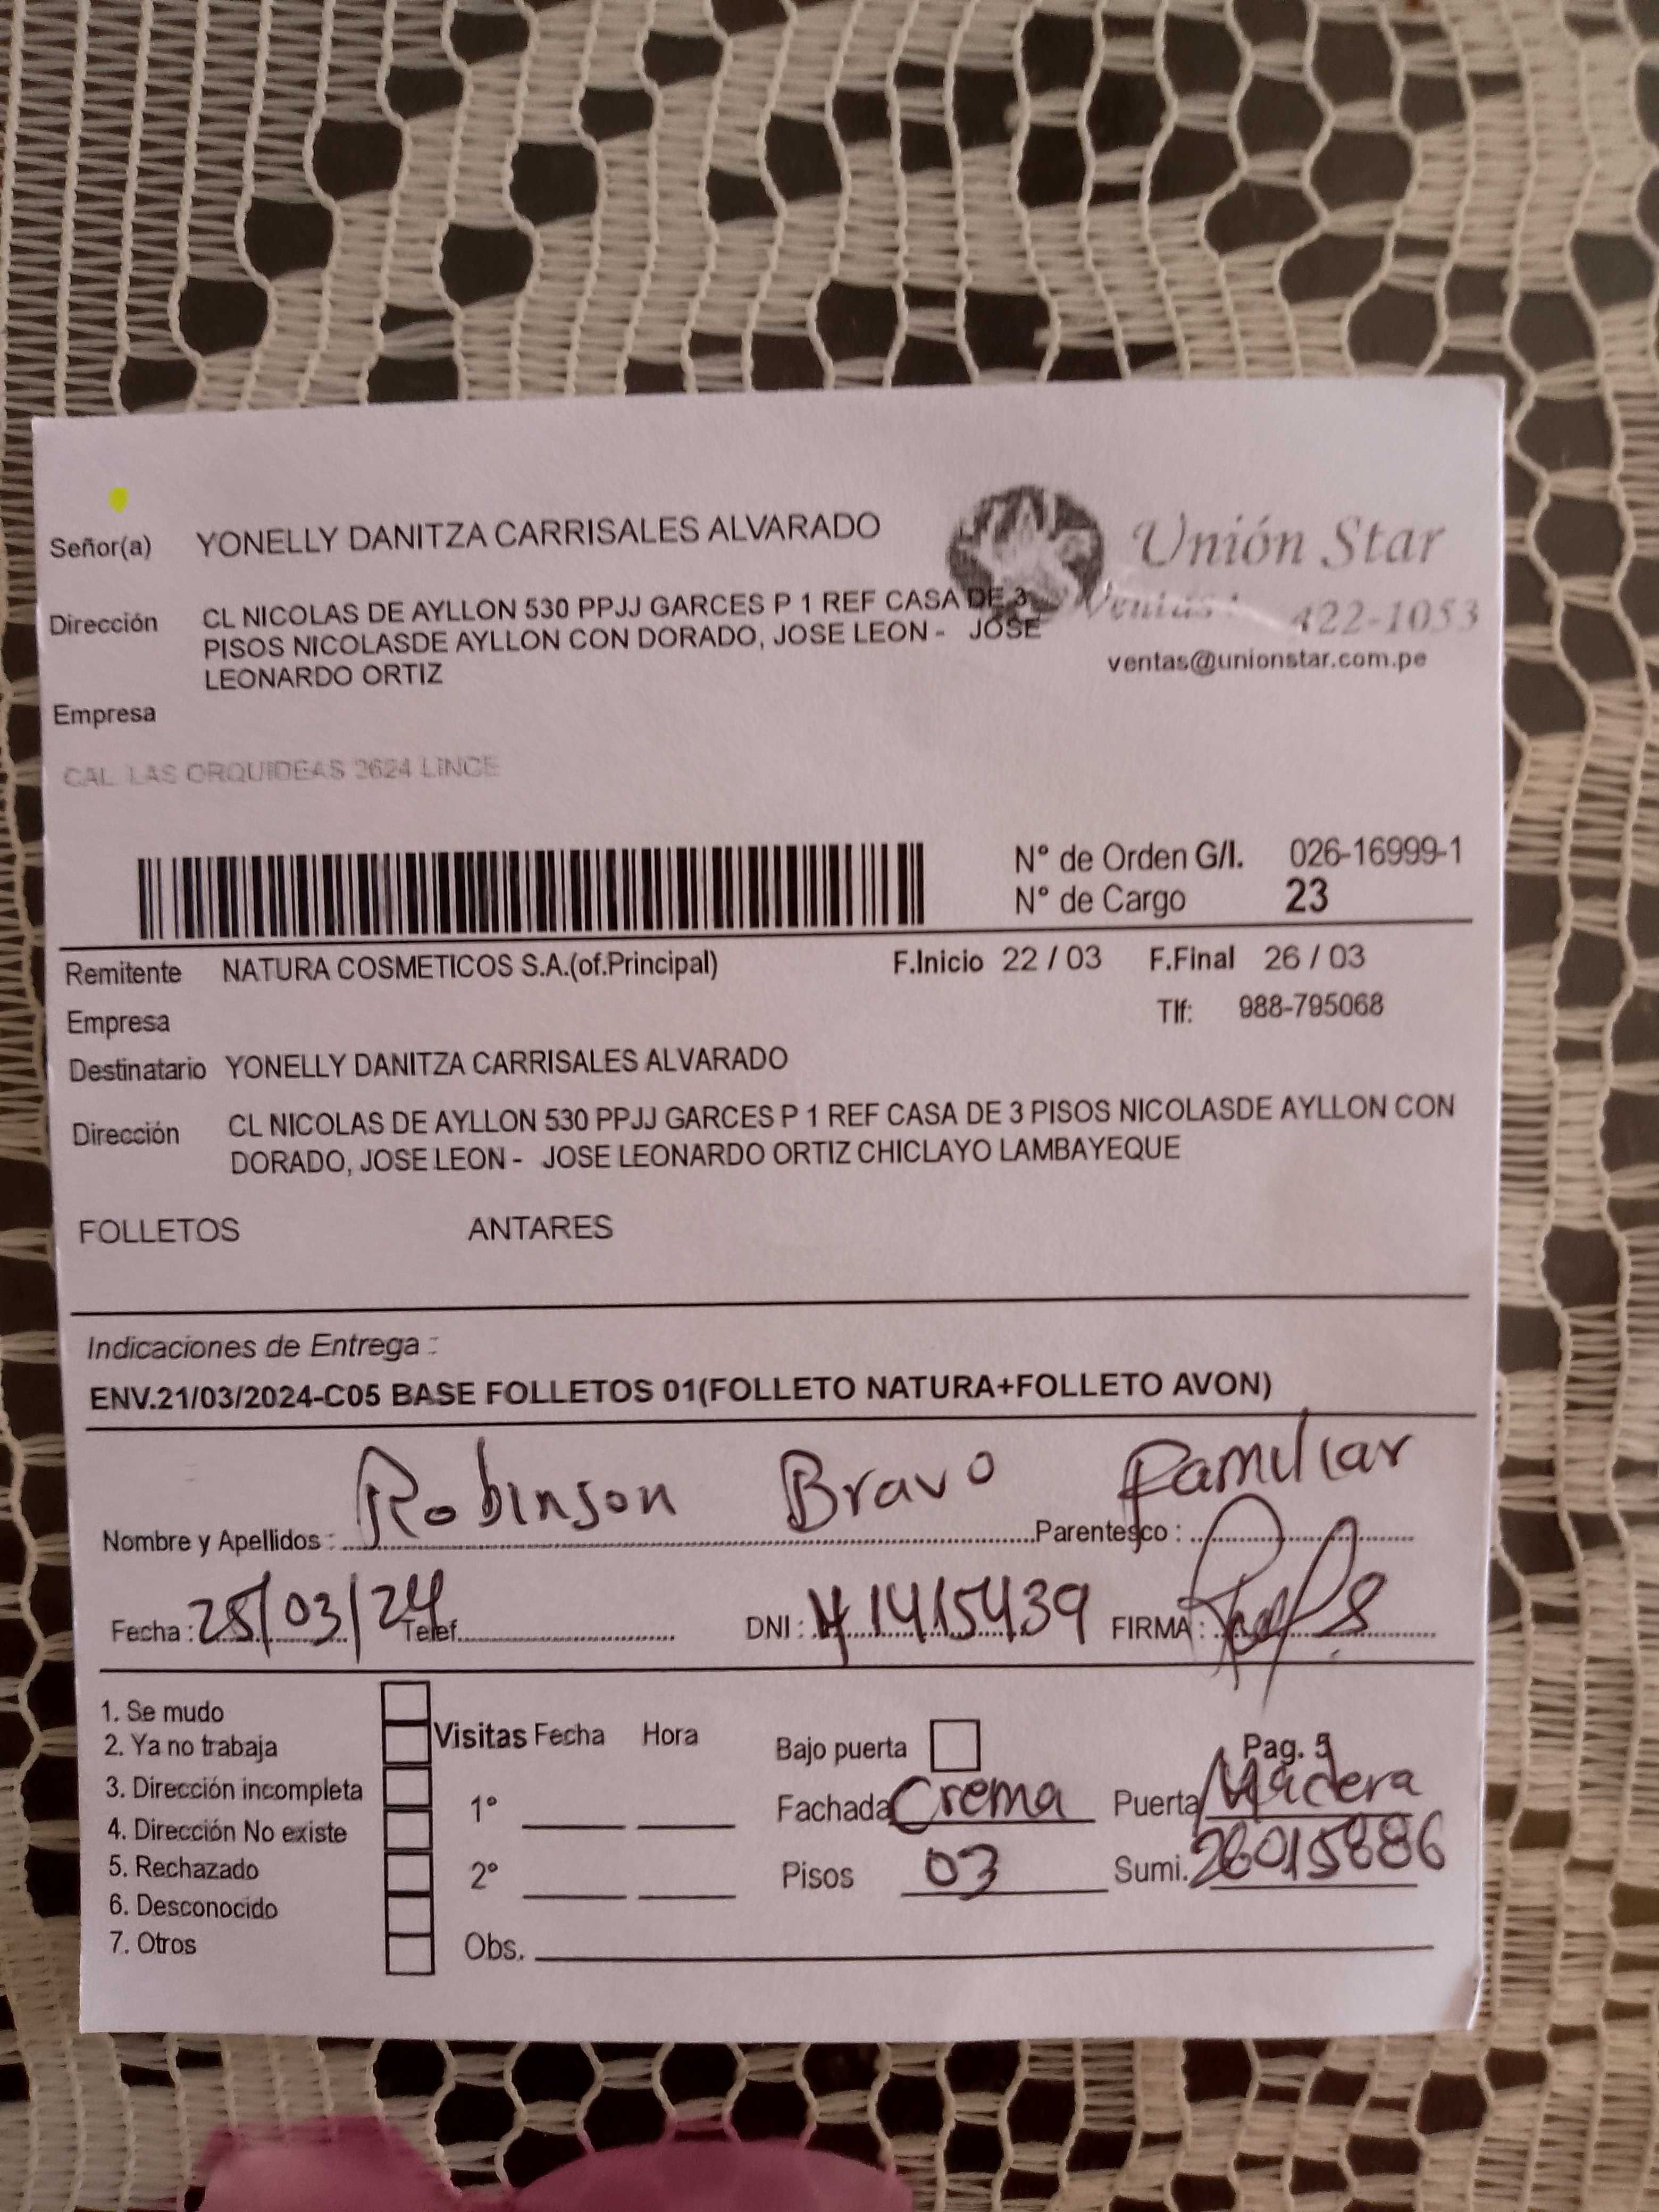 Señor(a) YONELLY DANITZA CARRISALES ALVARADO
Unión Star
Dirección CL NICOLAS DE AYLLON 530 PPJJ GARCES P 1 REF CASA DE 3
PISOS NICOLASDE AYLLON CON DORADO, JOSE LEON - JOSE
LEONARDO ORTIZ
Ventas: 422-1053
ventas@unionstar.com.pe
Empresa
CAL. LAS ORQUIDEAS 2624 LINCE
N° de Orden G/I. 026-16999-1
N° de Cargo 23
Remitente NATURA COSMETICOS S.A.(of.Principal) F.Inicio 22 / 03 F.Final 26 / 03
Empresa Tlf: 988-795068
Destinatario YONELLY DANITZA CARRISALES ALVARADO
Dirección CL NICOLAS DE AYLLON 530 PPJJ GARCES P 1 REF CASA DE 3 PISOS NICOLASDE AYLLON CON
DORADO, JOSE LEON - JOSE LEONARDO ORTIZ CHICLAYO LAMBAYEQUE
FOLLETOS ANTARES
Indicaciones de Entrega :
ENV.21/03/2024-C05 BASE FOLLETOS 01(FOLLETO NATURA+FOLLETO AVON)
Nombre y Apellidos : Robinson Bravo Parentesco : Familiar
Fecha : 25/03/24 Telef. DNI : 41415439 FIRMA :
1. Se mudo
2. Ya no trabaja
3. Dirección incompleta
4. Dirección No existe
5. Rechazado
6. Desconocido
7. Otros
Visitas Fecha Hora
1°
2°
Obs.
Bajo puerta Pag. 5
Fachada Crema Puerta Madera
Pisos 03 Sumi. 26015886